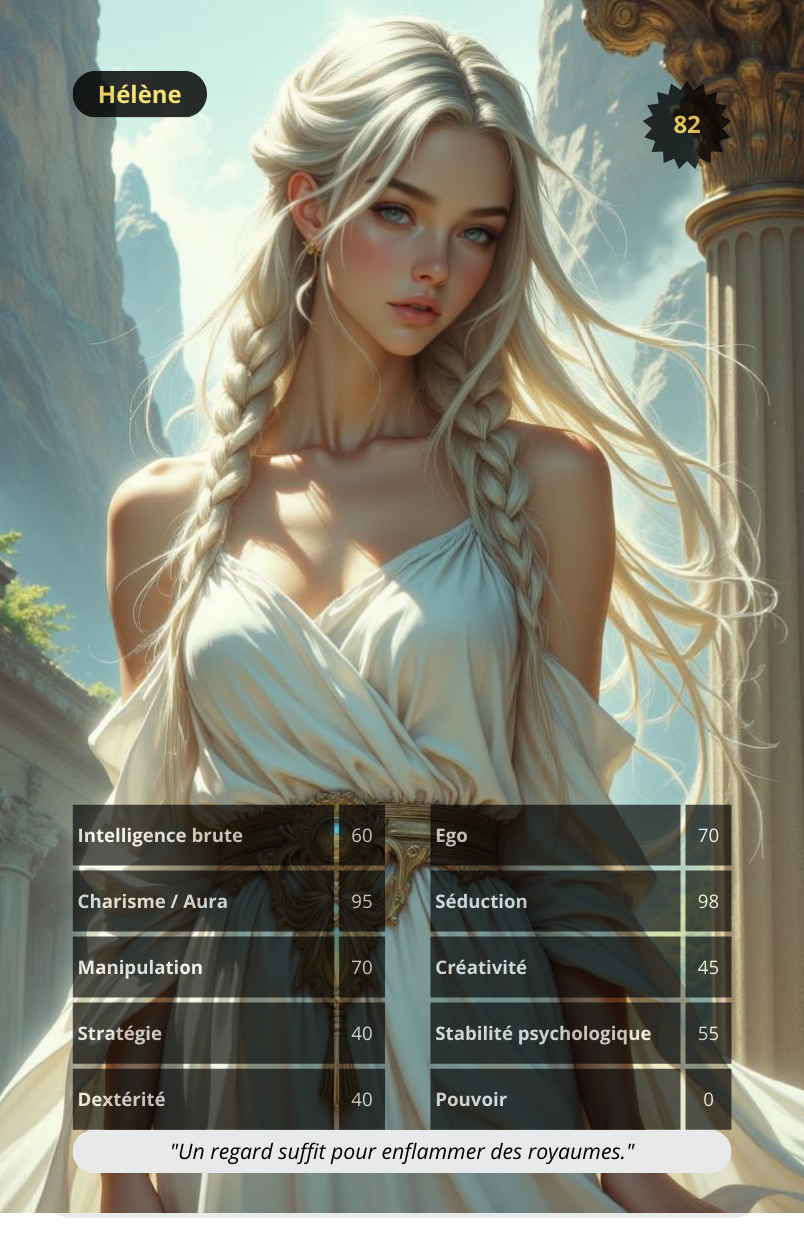 Hélène
82
Intelligence brute 60 Ego 70
Charisme / Aura 95 Séduction 98
Manipulation 70 Créativité 45
Stratégie 40 Stabilité psychologique 55
Dextérité 40 Pouvoir 0
"Un regard suffit pour enflammer des royaumes."